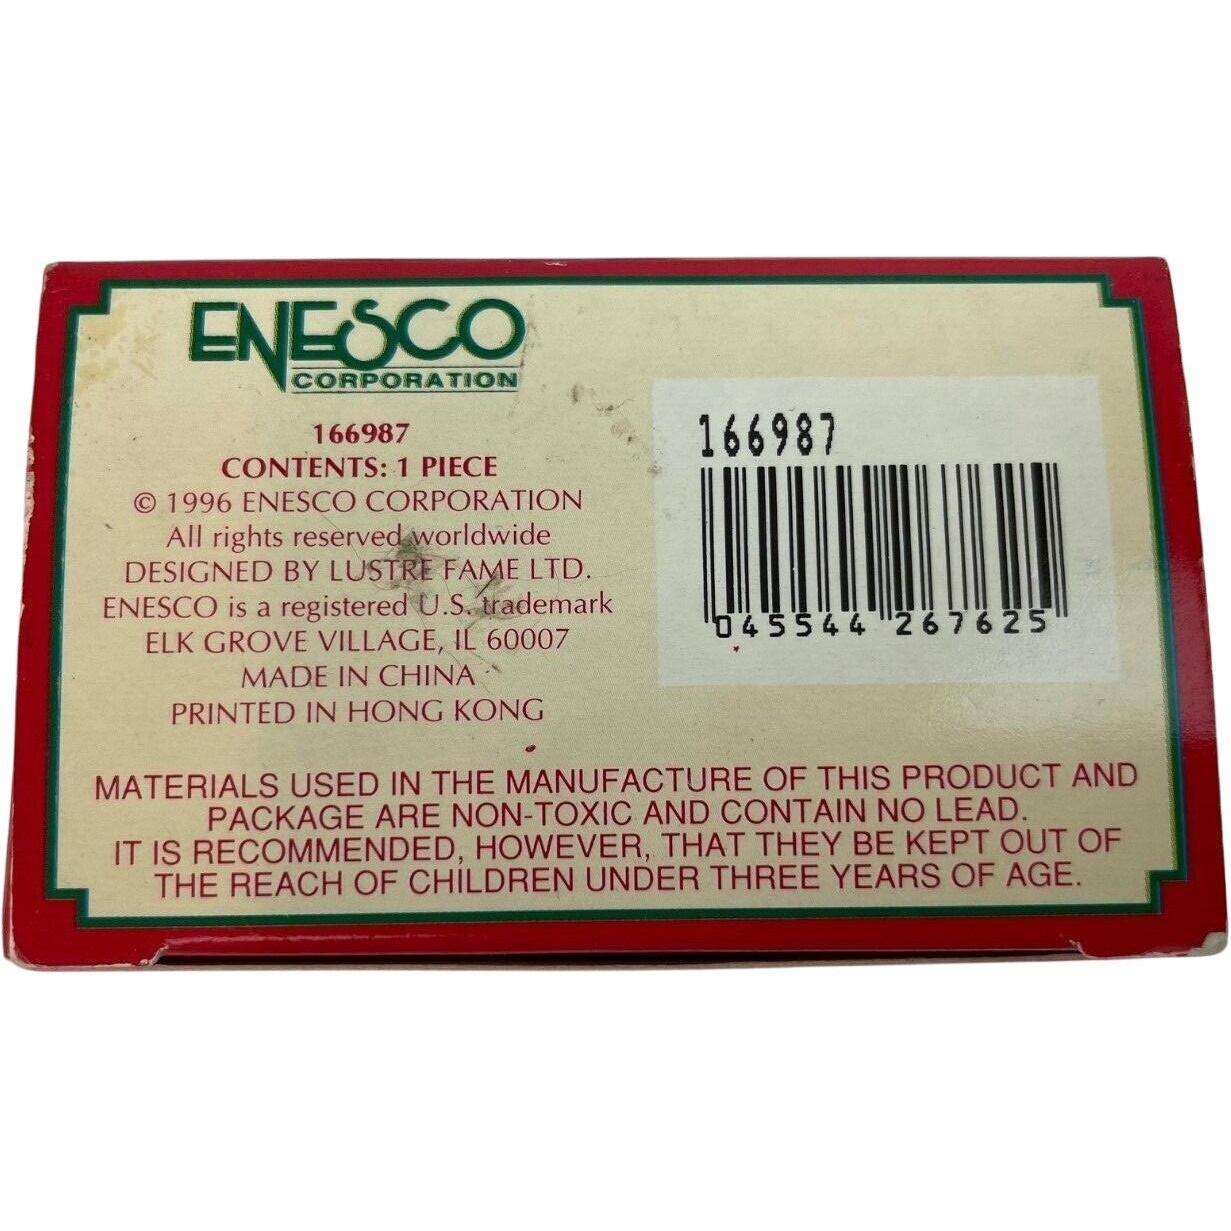 ENESCO
CORPORATION
166987
CONTENTS: 1 PIECE
© 1996 ENESCO CORPORATION
All rights reserved worldwide
DESIGNED BY LUSTRE FAME LTD.
ENESCO is a registered U.S. trademark
ELK GROVE VILLAGE, IL 60007
MADE IN CHINA
PRINTED IN HONG KONG
166987
045544 267625
MATERIALS USED IN THE MANUFACTURE OF THIS PRODUCT AND
PACKAGE ARE NON-TOXIC AND CONTAIN NO LEAD.
IT IS RECOMMENDED, HOWEVER, THAT THEY BE KEPT OUT OF
THE REACH OF CHILDREN UNDER THREE YEARS OF AGE.